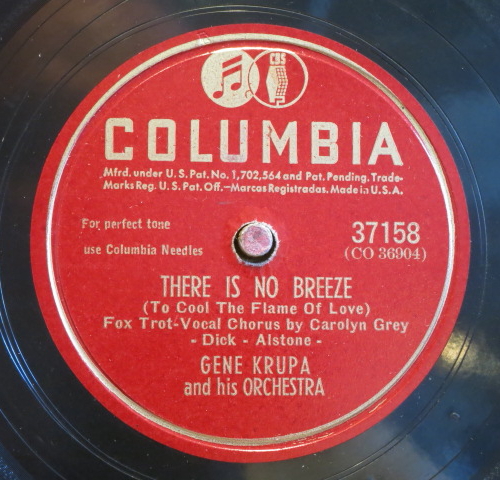 CBS
COLUMBIA
Mfrd. under U.S. Pat. No. 1,702,564 and Pat. Pending. Trade-
Marks Reg. U.S. Pat. Off.—Marcas Registradas. Made in U.S.A.
For perfect tone
use Columbia Needles
37158
(CO 36904)
THERE IS NO BREEZE
(To Cool The Flame Of Love)
Fox Trot-Vocal Chorus by Carolyn Grey
- Dick - Alstone -
GENE KRUPA
and his ORCHESTRA